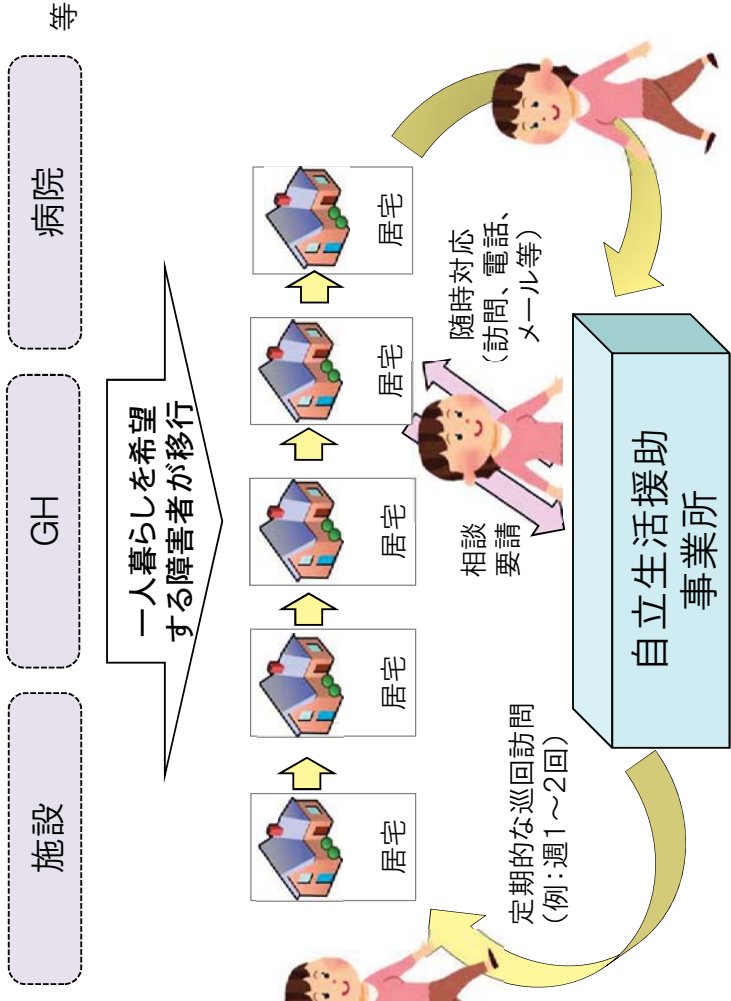 施設
GH
病院
等
一人暮らしを希望
する障害者が移行
居宅
居宅
居宅
居宅
居宅
定期的な巡回訪問
(例：週1～2回)
相談
要請
随時対応
(訪問、電話、
メール等)
自立生活援助
事業所